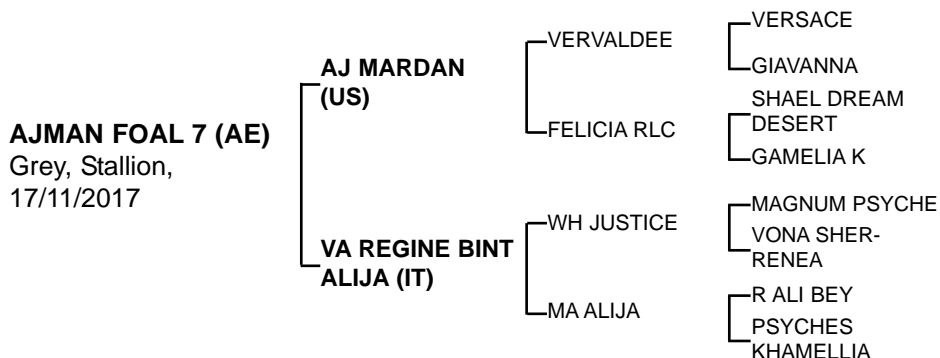 AJMAN FOAL 7 (AE)
Grey, Stallion,
17/11/2017
AJ MARDAN
(US)
VA REGINE BINT
ALIJA (IT)
VERVALDEE
FELICIA RLC
WH JUSTICE
MA ALIJA
VERSACE
GIAVANNA
SHAEL DREAM
DESERT
GAMELIA K
MAGNUM PSYCHE
VONA SHER-
RENEA
R ALI BEY
PSYCHES
KHAMELLIA